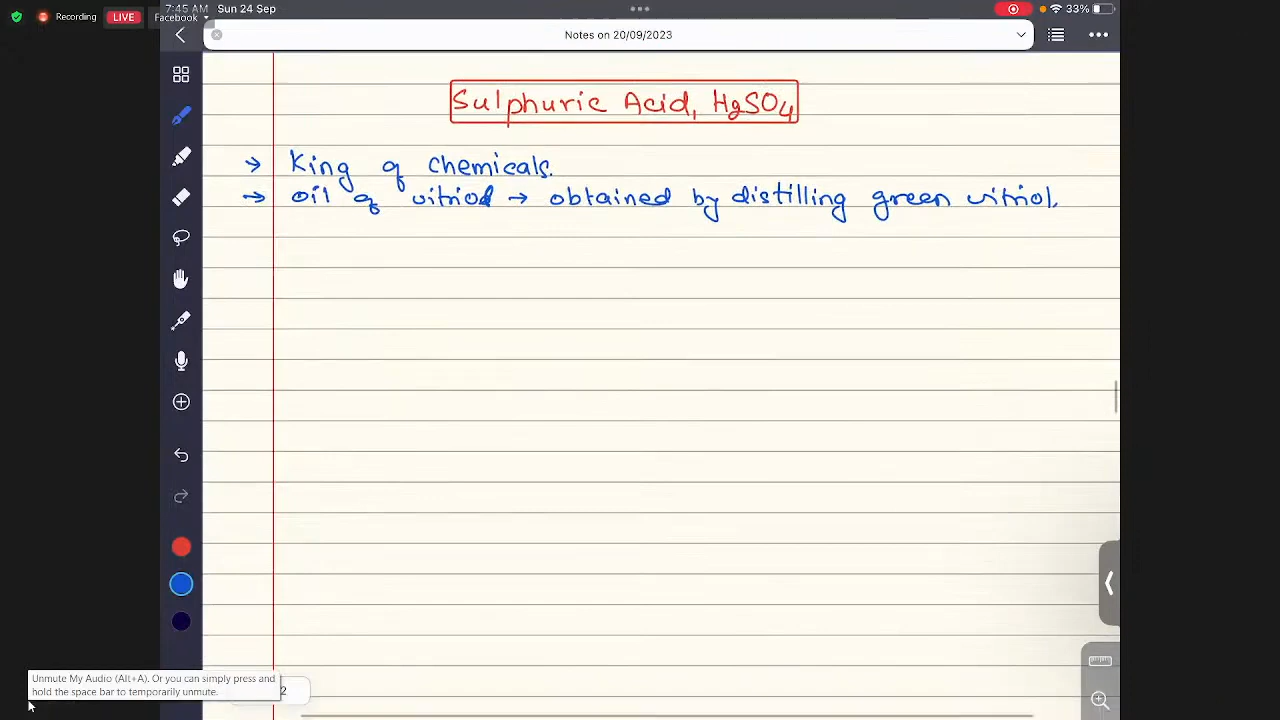 7:45 AM Sun 24 Sep
33%
Recording
LIVE
Facebook
Notes on 20/09/2023
Sulphuric Acid, H2SO4
→ King of chemicals.
→ oil of vitriol → obtained by distilling green vitriol.
Unmute My Audio (Alt+A). Or you can simply press and
hold the space bar to temporarily unmute.
2